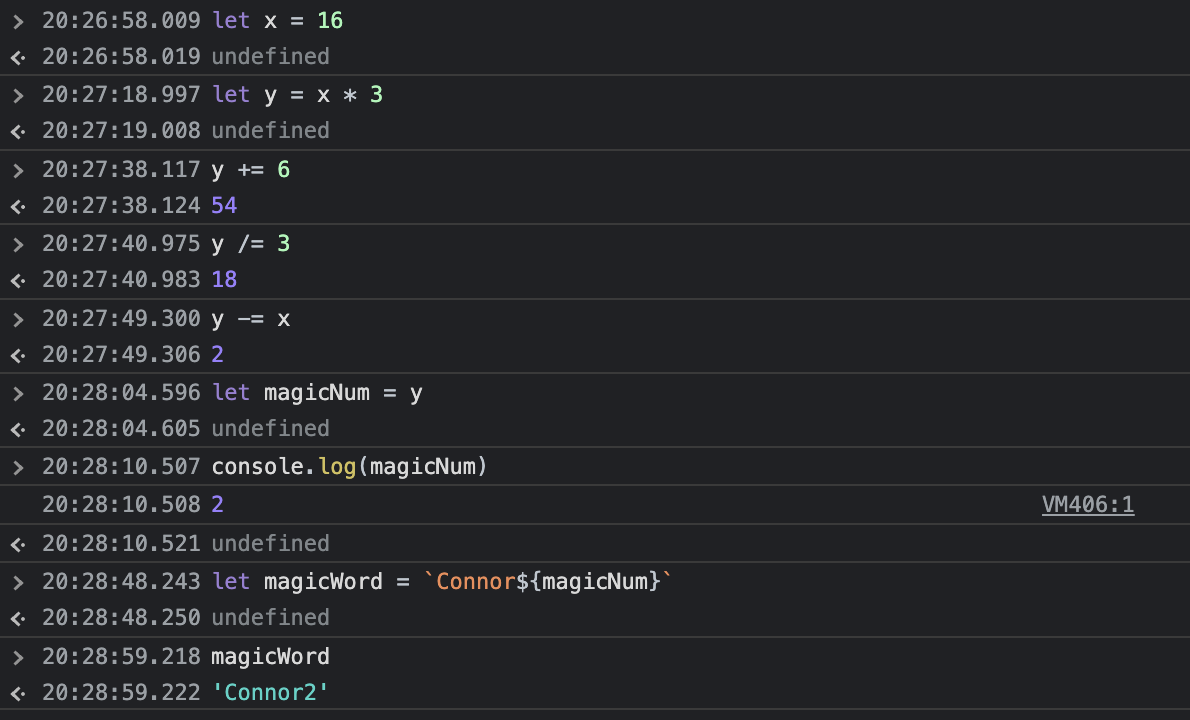 > 20:26:58.009 let x = 16
<· 20:26:58.019 undefined
> 20:27:18.997 let y = x * 3
<· 20:27:19.008 undefined
> 20:27:38.117 y += 6
<· 20:27:38.124 54
> 20:27:40.975 y /= 3
<· 20:27:40.983 18
> 20:27:49.300 y -= x
<· 20:27:49.306 2
> 20:28:04.596 let magicNum = y
<· 20:28:04.605 undefined
> 20:28:10.507 console.log(magicNum)
20:28:10.508 2 VM406:1
<· 20:28:10.521 undefined
> 20:28:48.243 let magicWord = `Connor${magicNum}`
<· 20:28:48.250 undefined
> 20:28:59.218 magicWord
<· 20:28:59.222 'Connor2'